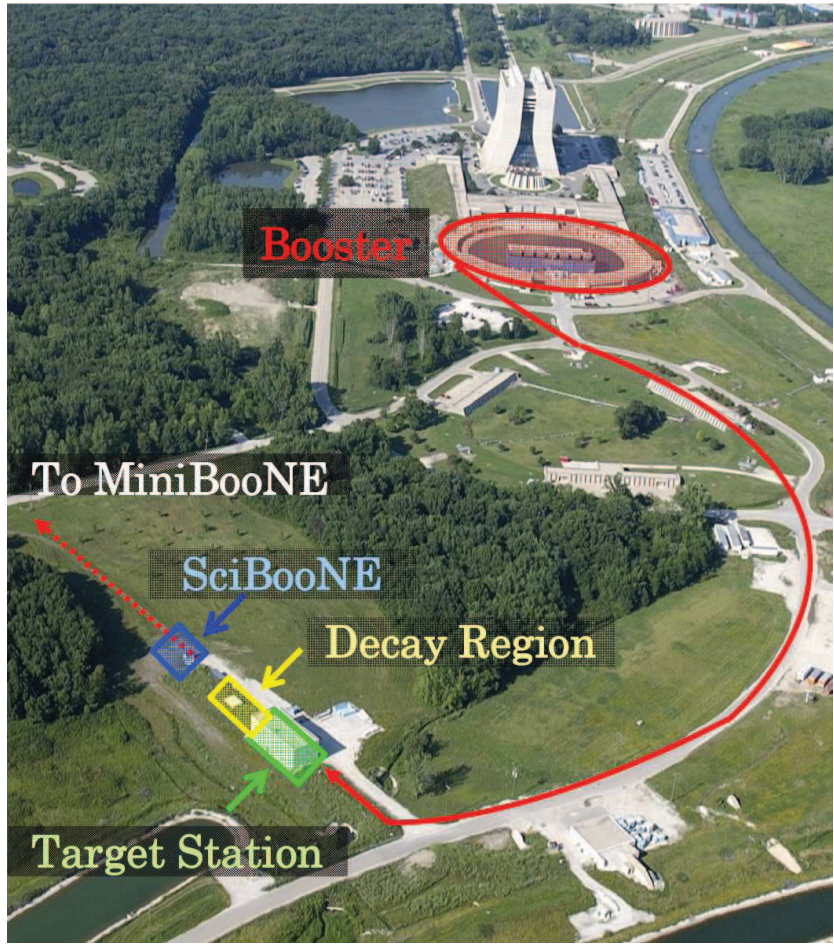 Booster
To MiniBooNE
SciBooNE
Decay Region
Target Station